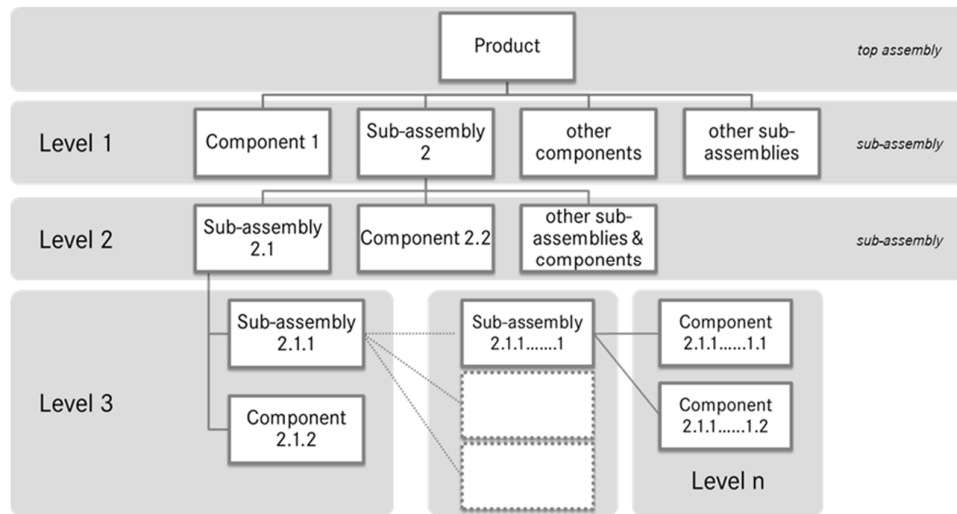 Product
top assembly
Level 1
Component 1
Sub-assembly
2
other
components
other sub-
assemblies
sub-assembly
Level 2
Sub-assembly
2.1
Component 2.2
other sub-
assemblies &
components
sub-assembly
Level 3
Sub-assembly
2.1.1
Component
2.1.2
Sub-assembly
2.1.1.......1
Component
2.1.1......1.1
Component
2.1.1......1.2
Level n